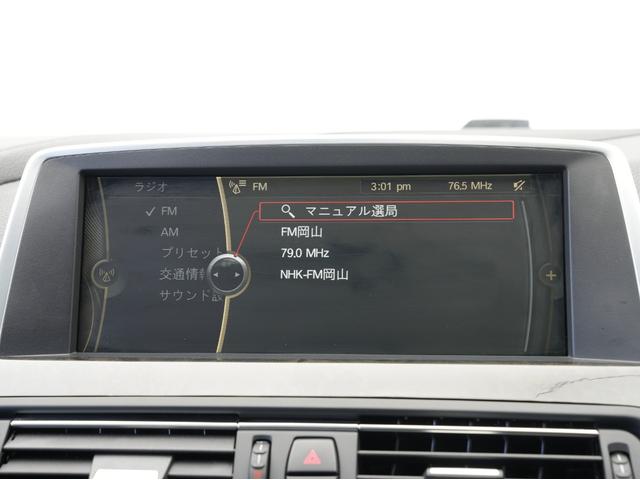 ラジオ
FM 3:01 pm 76.5 MHz
FM
AM
プリセット
交通情
サウンド設
マニュアル選局
FM岡山
79.0 MHz
NHK-FM岡山